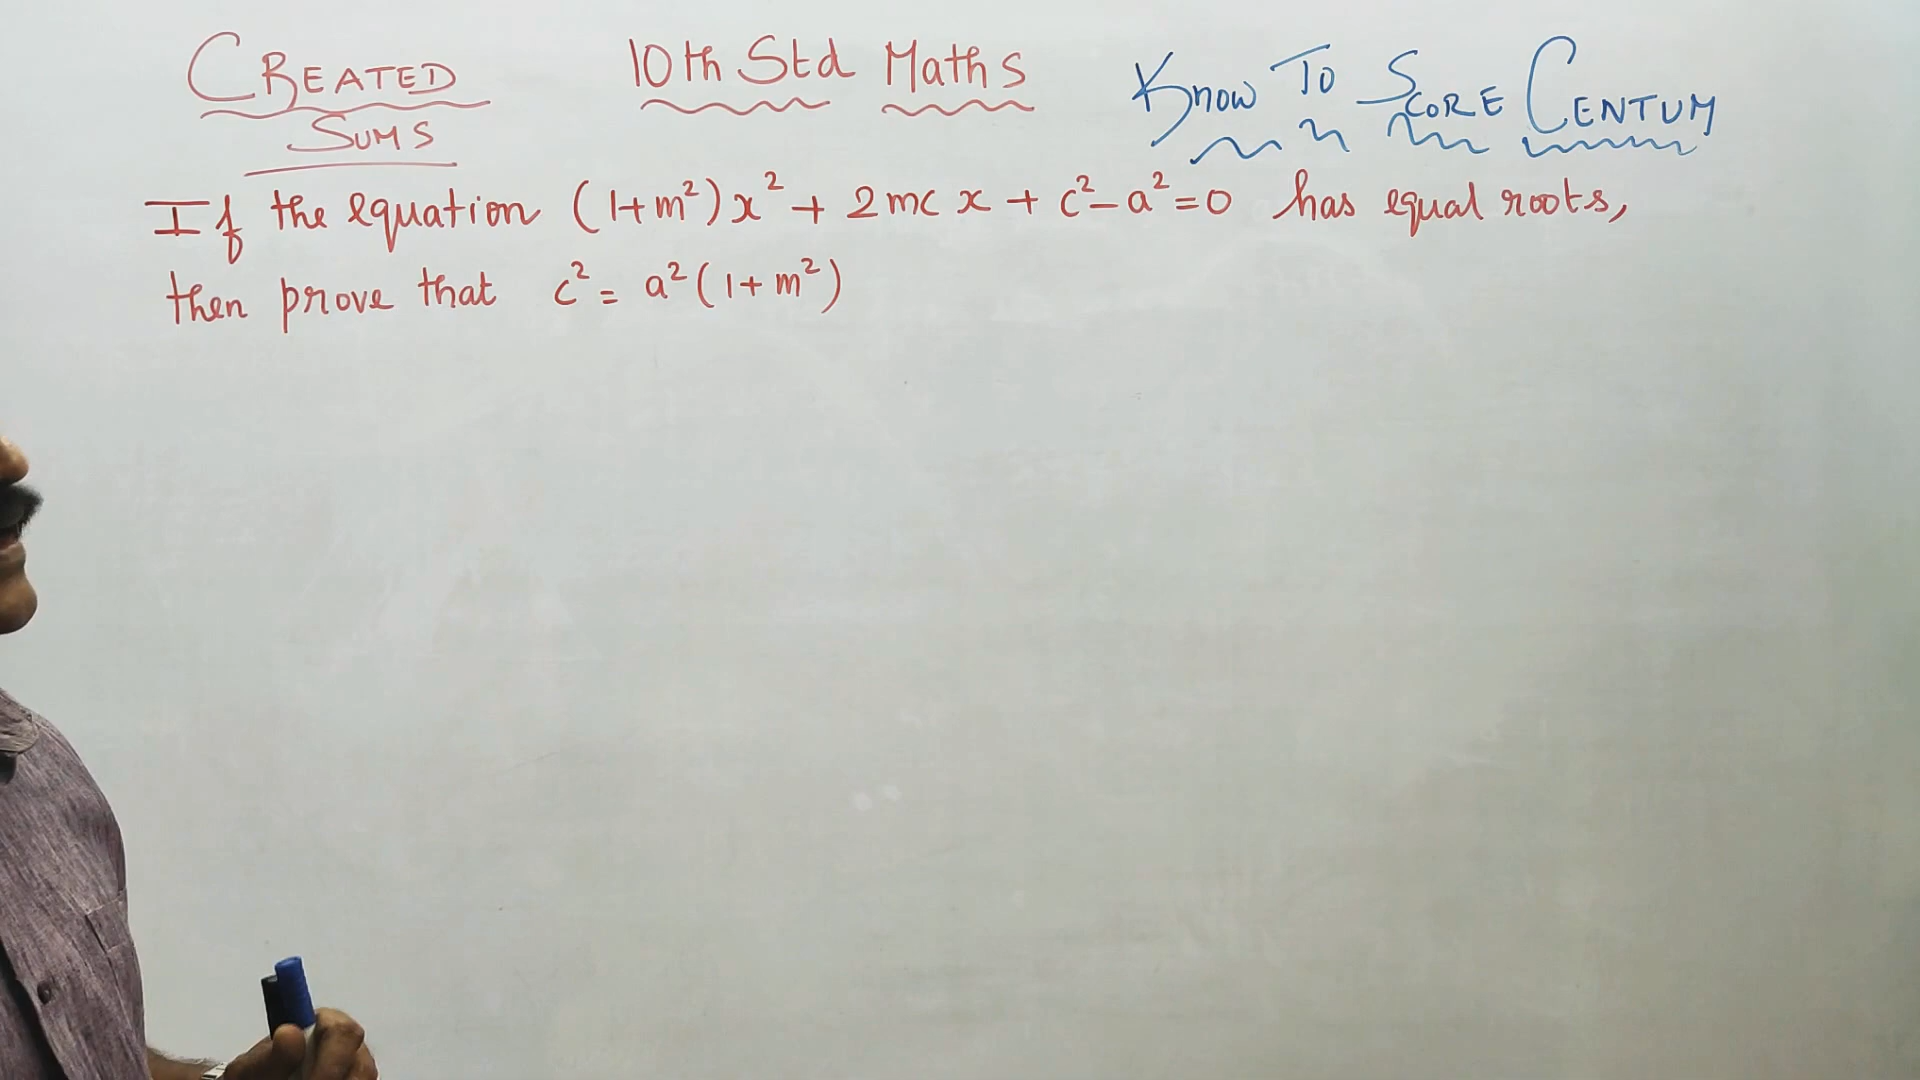 CREATED SUMS
10th Std Maths
Know To SCORE CENTUM
If the equation (1+m²)x² + 2mcx + c²-a²=0 has equal roots,
then prove that c² = a²(1+m²)